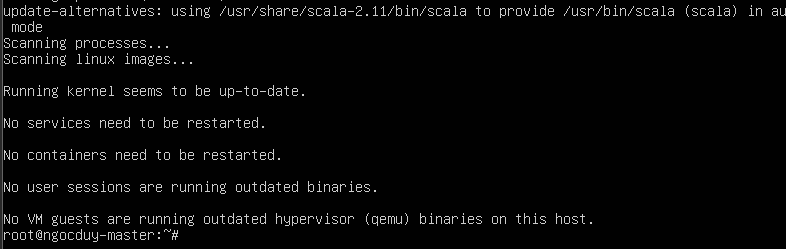 update-alternatives: using /usr/share/scala-2.11/bin/scala to provide /usr/bin/scala (scala) in au
 mode
Scanning processes...
Scanning linux images...
Running kernel seems to be up-to-date.
No services need to be restarted.
No containers need to be restarted.
No user sessions are running outdated binaries.
No VM guests are running outdated hypervisor (qemu) binaries on this host.
root@ngocduy-master:~#